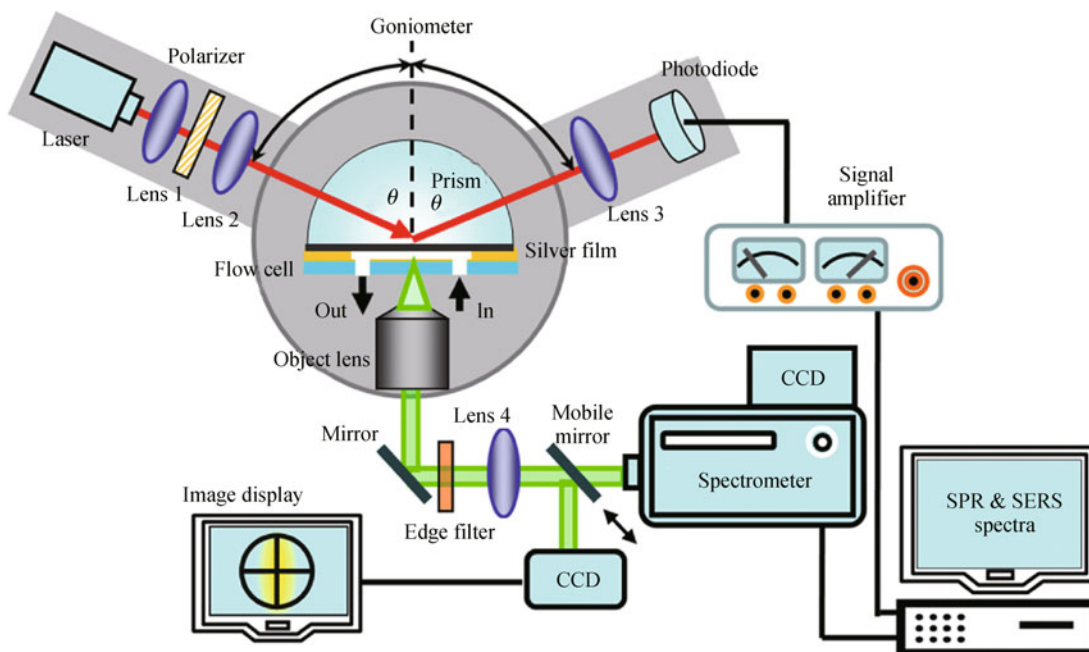 Goniometer
Polarizer
Photodiode
Laser
Lens 1
Lens 2
θ
Prism
θ
Lens 3
Signal
amplifier
Flow cell
Silver film
Out
In
Object lens
CCD
Lens 4
Mobile
mirror
Mirror
Spectrometer
Image display
Edge filter
SPR & SERS
spectra
CCD